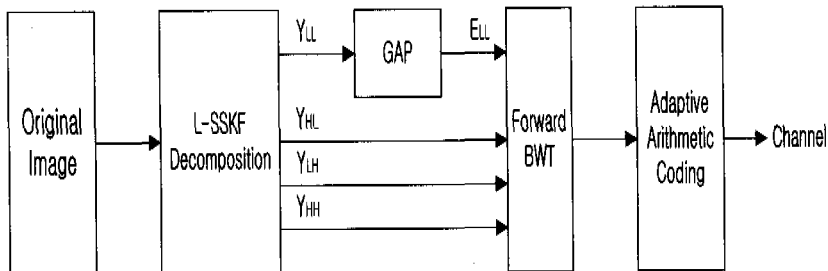 Original
Image
L-SSKF
Decomposition
YLL
GAP
ELL
YHL
YLH
YHH
Forward
BWT
Adaptive
Arithmetic
Coding
Channel